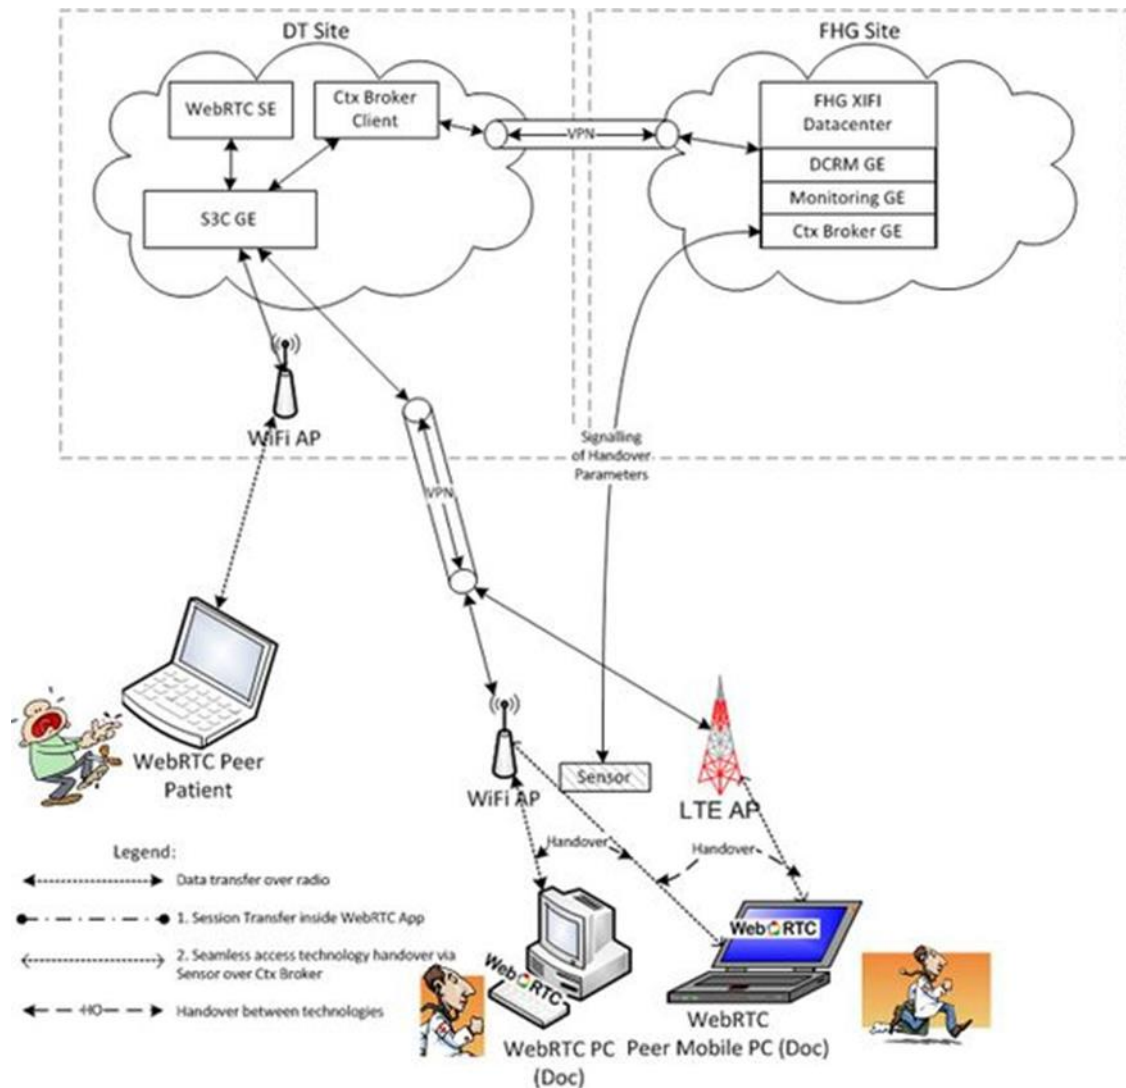 DT Site
FHG Site
WebRTC SE
Ctx Broker
Client
VPN
FHG XIFI
Datacenter
DCRM GE
Monitoring GE
Ctx Broker GE
S3C GE
WiFi AP
Signalling
of Handover
Parameters
VPN
WebRTC Peer
Patient
WiFi AP
Sensor
LTE AP
Handover
Handover
Legend:
Data transfer over radio
1. Session Transfer inside WebRTC App
2. Seamless access technology handover via
Sensor over Ctx Broker
HO
Handover between technologies
WebRTC
WebRTC
WebRTC PC
(Doc)
WebRTC
Peer Mobile PC (Doc)